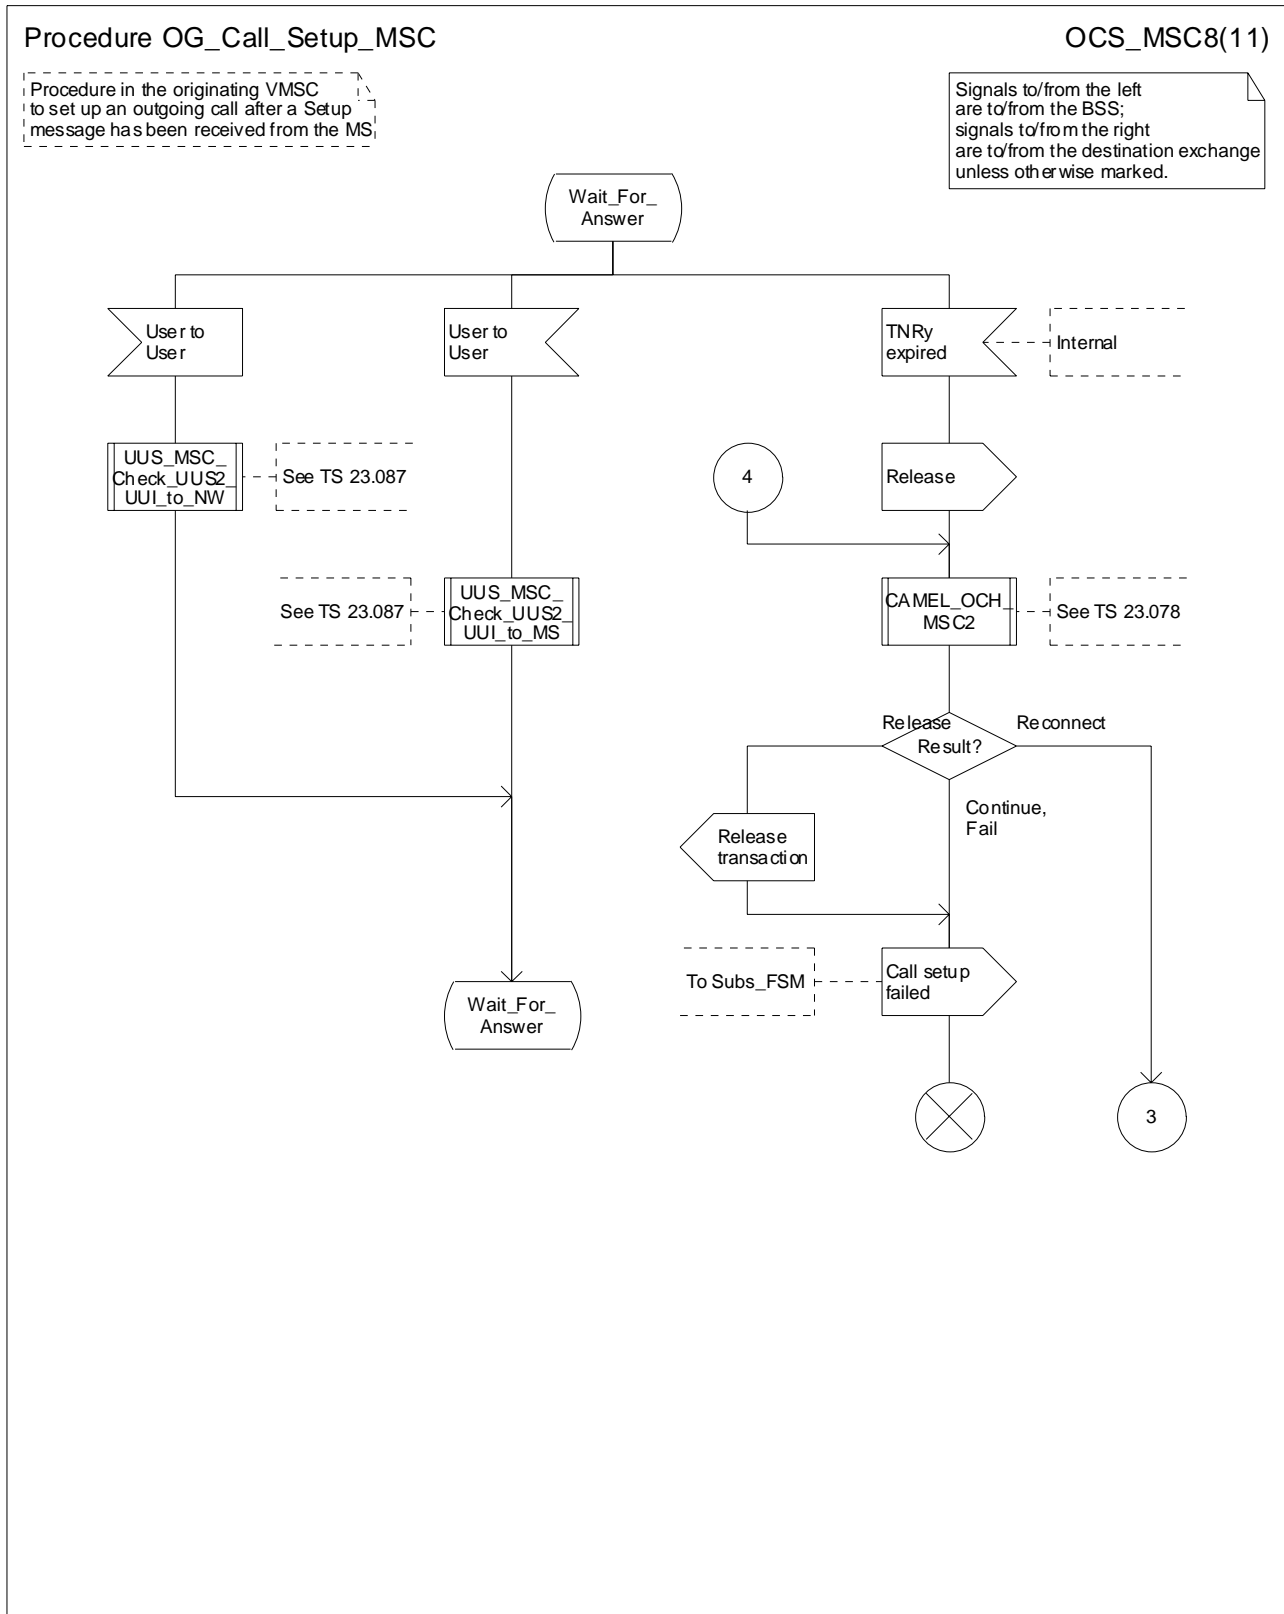 Procedure OG_Call_Setup_MSC
OCS_MSC8(11)
Procedure in the originating VMSC
to set up an outgoing call after a Setup
message has been received from the MS
Signals to/from the left
are to/from the BSS;
signals to/from the right
are to/from the destination exchange
unless otherwise marked.
Wait_For_
Answer
User to
User
User to
User
TNRy
expired
Internal
UUS_MSC_
Check_UUS2_
UUI_to_NW
See TS 23.087
4
Release
See TS 23.087
UUS_MSC_
Check_UUS2_
UUI_to_MS
CAMEL_OCH_
MSC2
See TS 23.078
Release
Result?
Reconnect
Continue,
Fail
Release
transaction
To Subs_FSM
Call setup
failed
Wait_For_
Answer
3